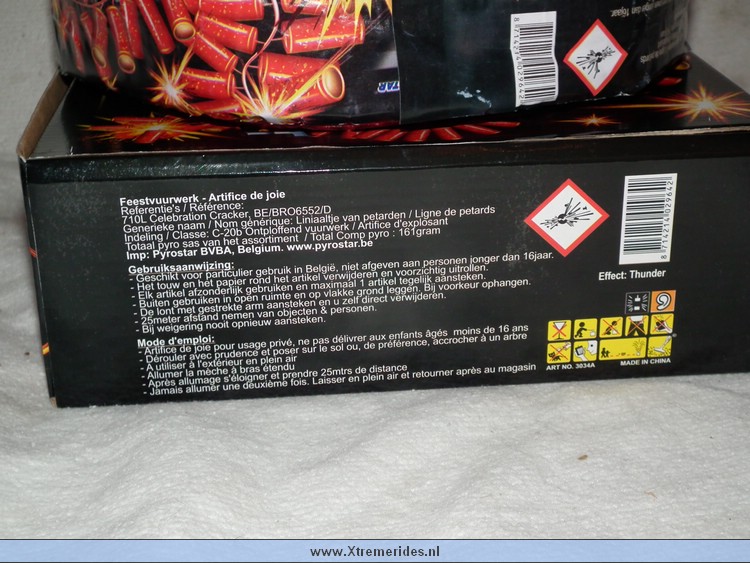 dan 16jaar.
8714214029642
STAR
Feestvuurwerk - Artifice de joie
Referentie's / Référence:
710L Celebration Cracker, BE/BRO6552/D
Generieke naam / Nom générique: Liniaaltje van petarden / Ligne de petards
Indeling / Classe: C-20b Ontploffend vuurwerk / Artifice d'explosant
Totaal pyro sas van het assortiment / Total Comp pyro : 161gram
Imp: Pyrostar BVBA, Belgium. www.pyrostar.be
Gebruiksaanwijzing:
- Geschikt voor particulier gebruik in België, niet afgeven aan personen jonger dan 16jaar.
- Het touw en het papier rond het artikel verwijderen en voorzichtig uitrollen.
- Elk artikel afzonderlijk gebruiken en maximaal 1 artikel tegelijk aansteken.
- Buiten gebruiken in open ruimte en op vlakke grond leggen. Bij voorkeur ophangen.
- De lont met gestrekte arm aansteken en u zelf direct verwijderen.
- 25meter afstand nemen van objecten & personen.
- Bij weigering nooit opnieuw aansteken.
Mode d'emploi:
- Artifice de joie pour usage privé, ne pas délivrer aux enfants âgés moins de 16 ans
- Dérouler avec prudence et poser sur le sol ou, de préférence, accrocher à un arbre
- A utiliser à l'extérieur en plein air
- Allumer la mèche à bras étendu
- Après allumage s'éloigner et prendre 25mtrs de distance
- Jamais allumer une deuxième fois. Laisser en plein air et retourner après au magasin
8714214029642
Effect: Thunder
ART NO. 3034A
MADE IN CHINA
www.Xtremerides.nl